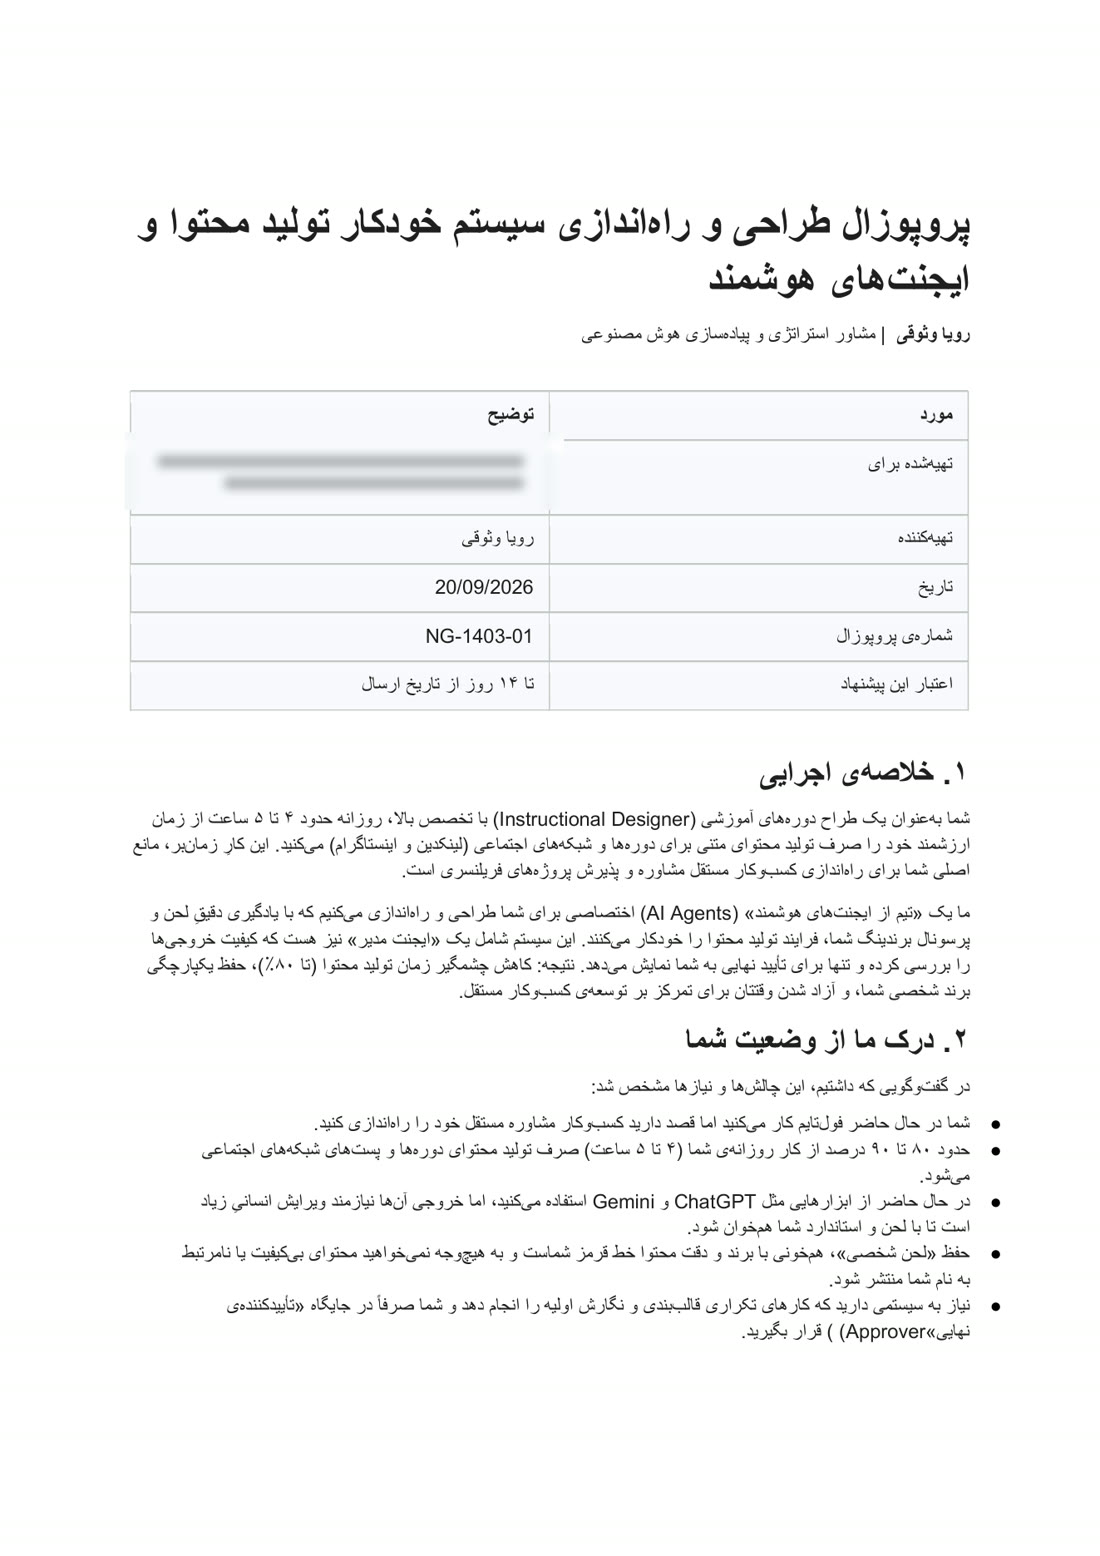 پروپوزال طراحی و راه‌اندازی سیستم خودکار تولید محتوا و
ایجنت‌های هوشمند
رویا وثوقی | مشاور استراتژی و پیاده‌سازی هوش مصنوعی
مورد توضیح
تهیه‌شده برای
تهیه‌کننده رویا وثوقی
تاریخ 20/09/2026
شماره‌ی پروپوزال NG-1403-01
اعتبار این پیشنهاد تا ۱۴ روز از تاریخ ارسال
۱. خلاصه‌ی اجرایی
شما به‌عنوان یک طراح دوره‌های آموزشی (Instructional Designer) با تخصص بالا، روزانه حدود ۴ تا ۵ ساعت از زمان
ارزشمند خود را صرف تولید محتوای متنی برای دوره‌ها و شبکه‌های اجتماعی (لینکدین و اینستاگرام) می‌کنید. این کارِ زمان‌بر، مانع
اصلی شما برای راه‌اندازی کسب‌وکار مستقل مشاوره و پذیرش پروژه‌های فریلنسری است.
ما یک «تیم از ایجنت‌های هوشمند» (AI Agents) اختصاصی برای شما طراحی و راه‌اندازی می‌کنیم که با یادگیری دقیقِ لحن و
پرسونال برندینگ شما، فرایند تولید محتوا را خودکار می‌کنند. این سیستم شامل یک «ایجنت مدیر» نیز هست که کیفیت خروجی‌ها
را بررسی کرده و تنها برای تأیید نهایی به شما نمایش می‌دهد. نتیجه: کاهش چشمگیر زمان تولید محتوا (تا ۸۰٪)، حفظ یکپارچگی
برند شخصی شما، و آزاد شدن وقتتان برای تمرکز بر توسعه‌ی کسب‌وکار مستقل.
۲. درک ما از وضعیت شما
در گفت‌وگویی که داشتیم، این چالش‌ها و نیازها مشخص شد:
● شما در حال حاضر فول‌تایم کار می‌کنید اما قصد دارید کسب‌وکار مشاوره مستقل خود را راه‌اندازی کنید.
● حدود ۸۰ تا ۹۰ درصد از کار روزانه‌ی شما (۴ تا ۵ ساعت) صرف تولید محتوای دوره‌ها و پست‌های شبکه‌های اجتماعی
می‌شود.
● در حال حاضر از ابزارهایی مثل ChatGPT و Gemini استفاده می‌کنید، اما خروجی آن‌ها نیازمند ویرایش انسانیِ زیاد
است تا با لحن و استاندارد شما هم‌خوان شود.
● حفظ «لحن شخصی»، هم‌خونی با برند و دقت محتوا خط قرمز شماست و به هیچ‌وجه نمی‌خواهید محتوای بی‌کیفیت یا نامرتبط
به نام شما منتشر شود.
● نیاز به سیستمی دارید که کارهای تکراری قالب‌بندی و نگارش اولیه را انجام دهد و شما صرفاً در جایگاه «تأییدکننده‌ی
نهایی»Approver) ) قرار بگیرید.